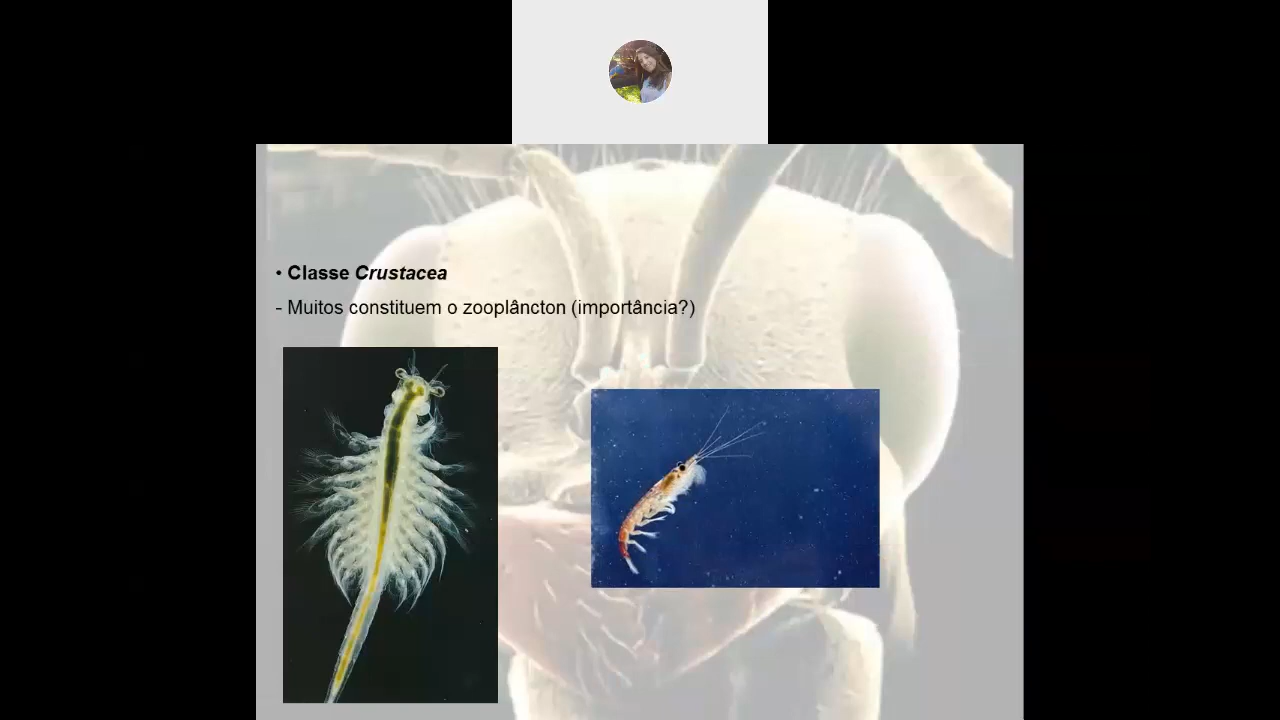 • Classe Crustacea
- Muitos constituem o zooplâncton (importância?)